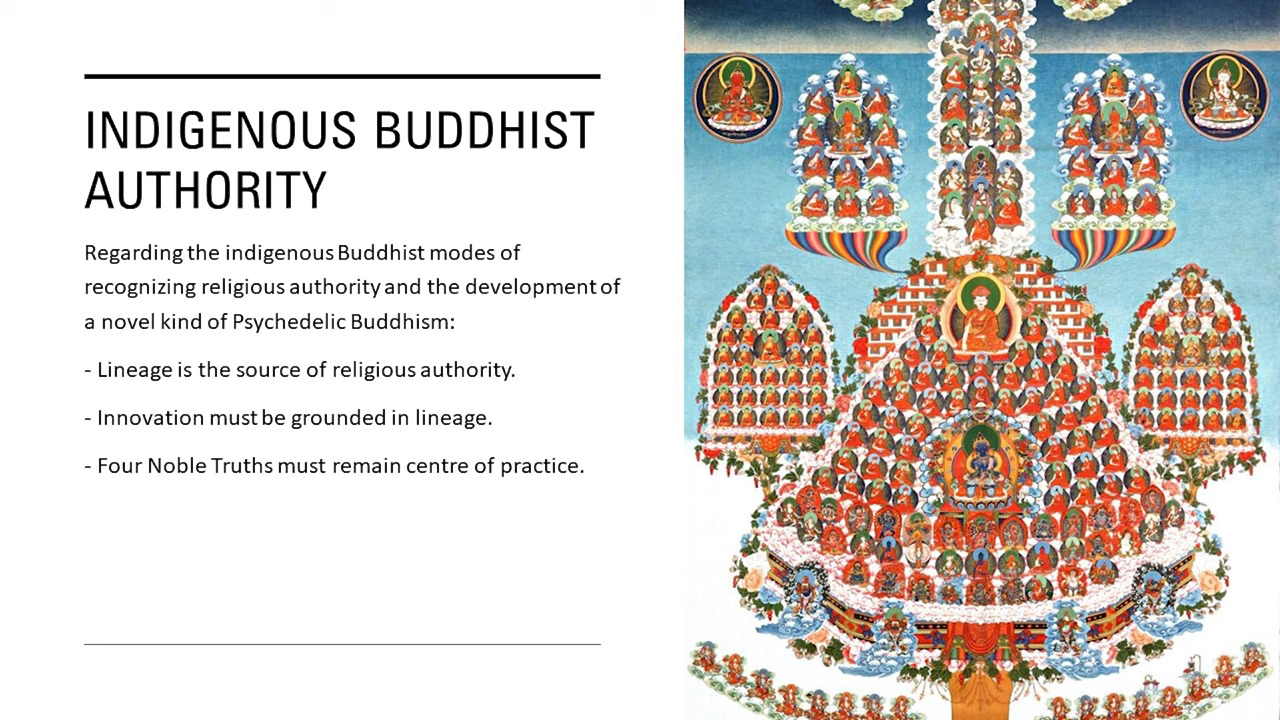 INDIGENOUS BUDDHIST
AUTHORITY
Regarding the indigenous Buddhist modes of
recognizing religious authority and the development of
a novel kind of Psychedelic Buddhism:
- Lineage is the source of religious authority.
- Innovation must be grounded in lineage.
- Four Noble Truths must remain centre of practice.